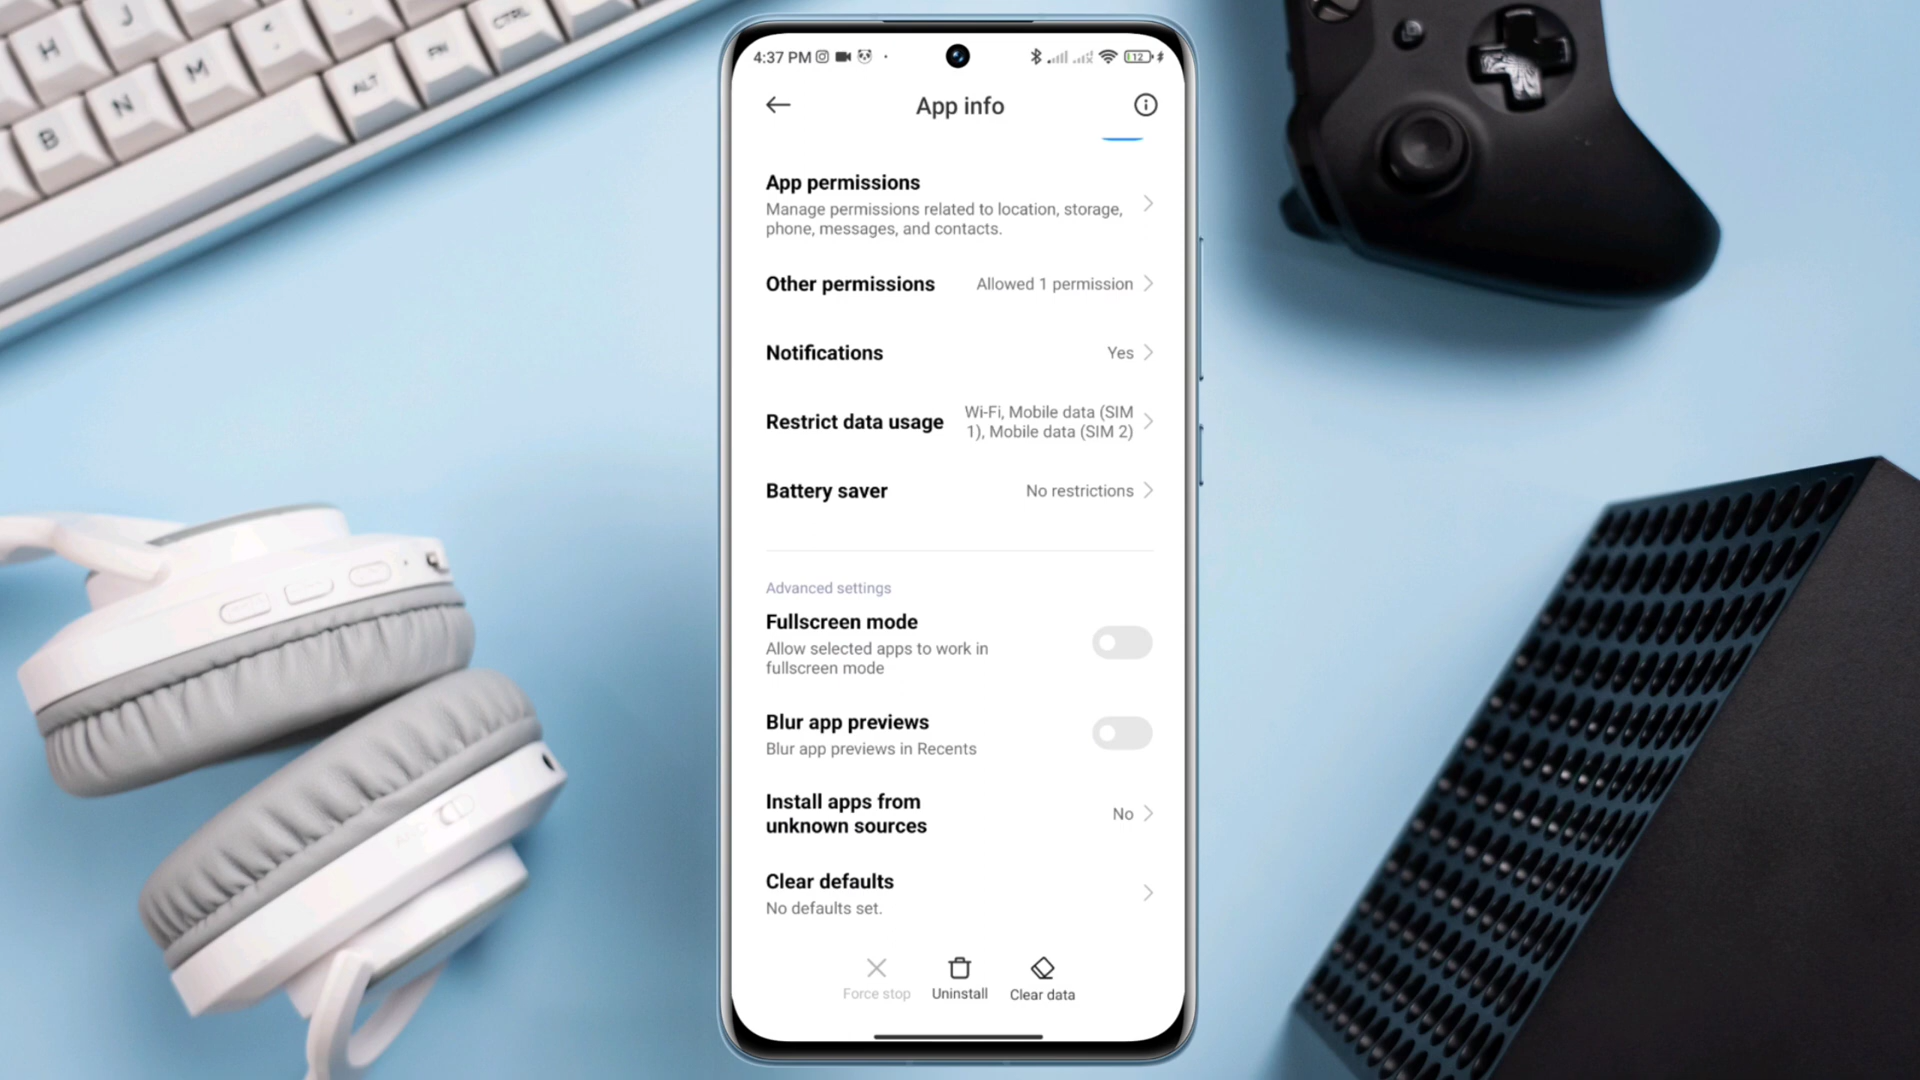 J
H
M
N
B
ALT
FN
CTRL
4:37 PM
12
App info
App permissions
Manage permissions related to location, storage,
phone, messages, and contacts.
Other permissions
Allowed 1 permission
Notifications
Yes
Restrict data usage
Wi-Fi, Mobile data (SIM
1), Mobile data (SIM 2)
Battery saver
No restrictions
Advanced settings
Fullscreen mode
Allow selected apps to work in
fullscreen mode
Blur app previews
Blur app previews in Recents
Install apps from
unknown sources
No
Clear defaults
No defaults set.
Force stop
Uninstall
Clear data